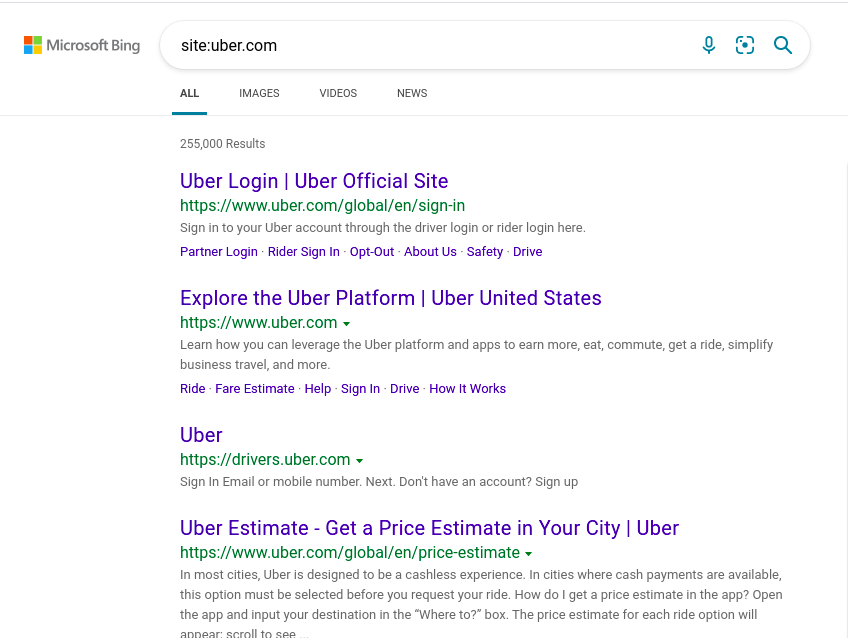 Microsoft Bing
site:uber.com
ALL IMAGES VIDEOS NEWS
255,000 Results
Uber Login | Uber Official Site
https://www.uber.com/global/en/sign-in
Sign in to your Uber account through the driver login or rider login here.
Partner Login · Rider Sign In · Opt-Out · About Us · Safety · Drive
Explore the Uber Platform | Uber United States
https://www.uber.com
Learn how you can leverage the Uber platform and apps to earn more, eat, commute, get a ride, simplify
business travel, and more.
Ride · Fare Estimate · Help · Sign In · Drive · How It Works
Uber
https://drivers.uber.com
Sign In Email or mobile number. Next. Don't have an account? Sign up
Uber Estimate - Get a Price Estimate in Your City | Uber
https://www.uber.com/global/en/price-estimate
In most cities, Uber is designed to be a cashless experience. In cities where cash payments are available,
this option must be selected before you request your ride. How do I get a price estimate in the app? Open
the app and input your destination in the “Where to?” box. The price estimate for each ride option will
appear; scroll to see ...